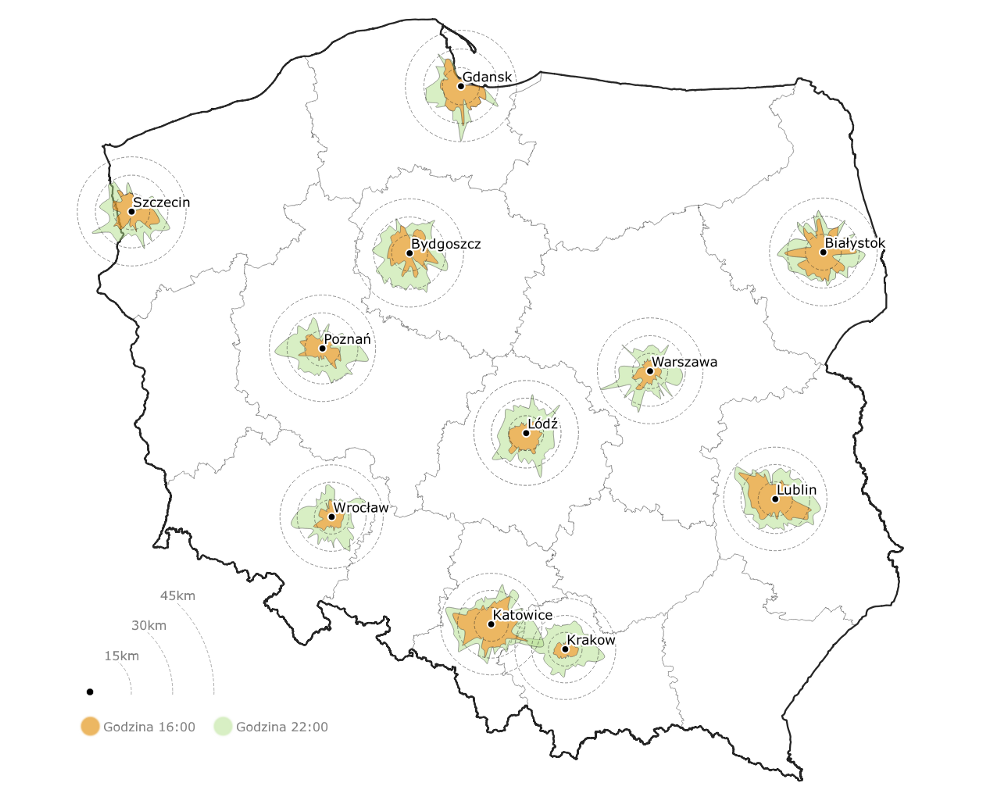 Gdansk
Szczecin
Bydgoszcz
Białystok
Poznań
Warszawa
Łódź
Lublin
Wrocław
Katowice
Krakow
45km
30km
15km
Godzina 16:00 Godzina 22:00